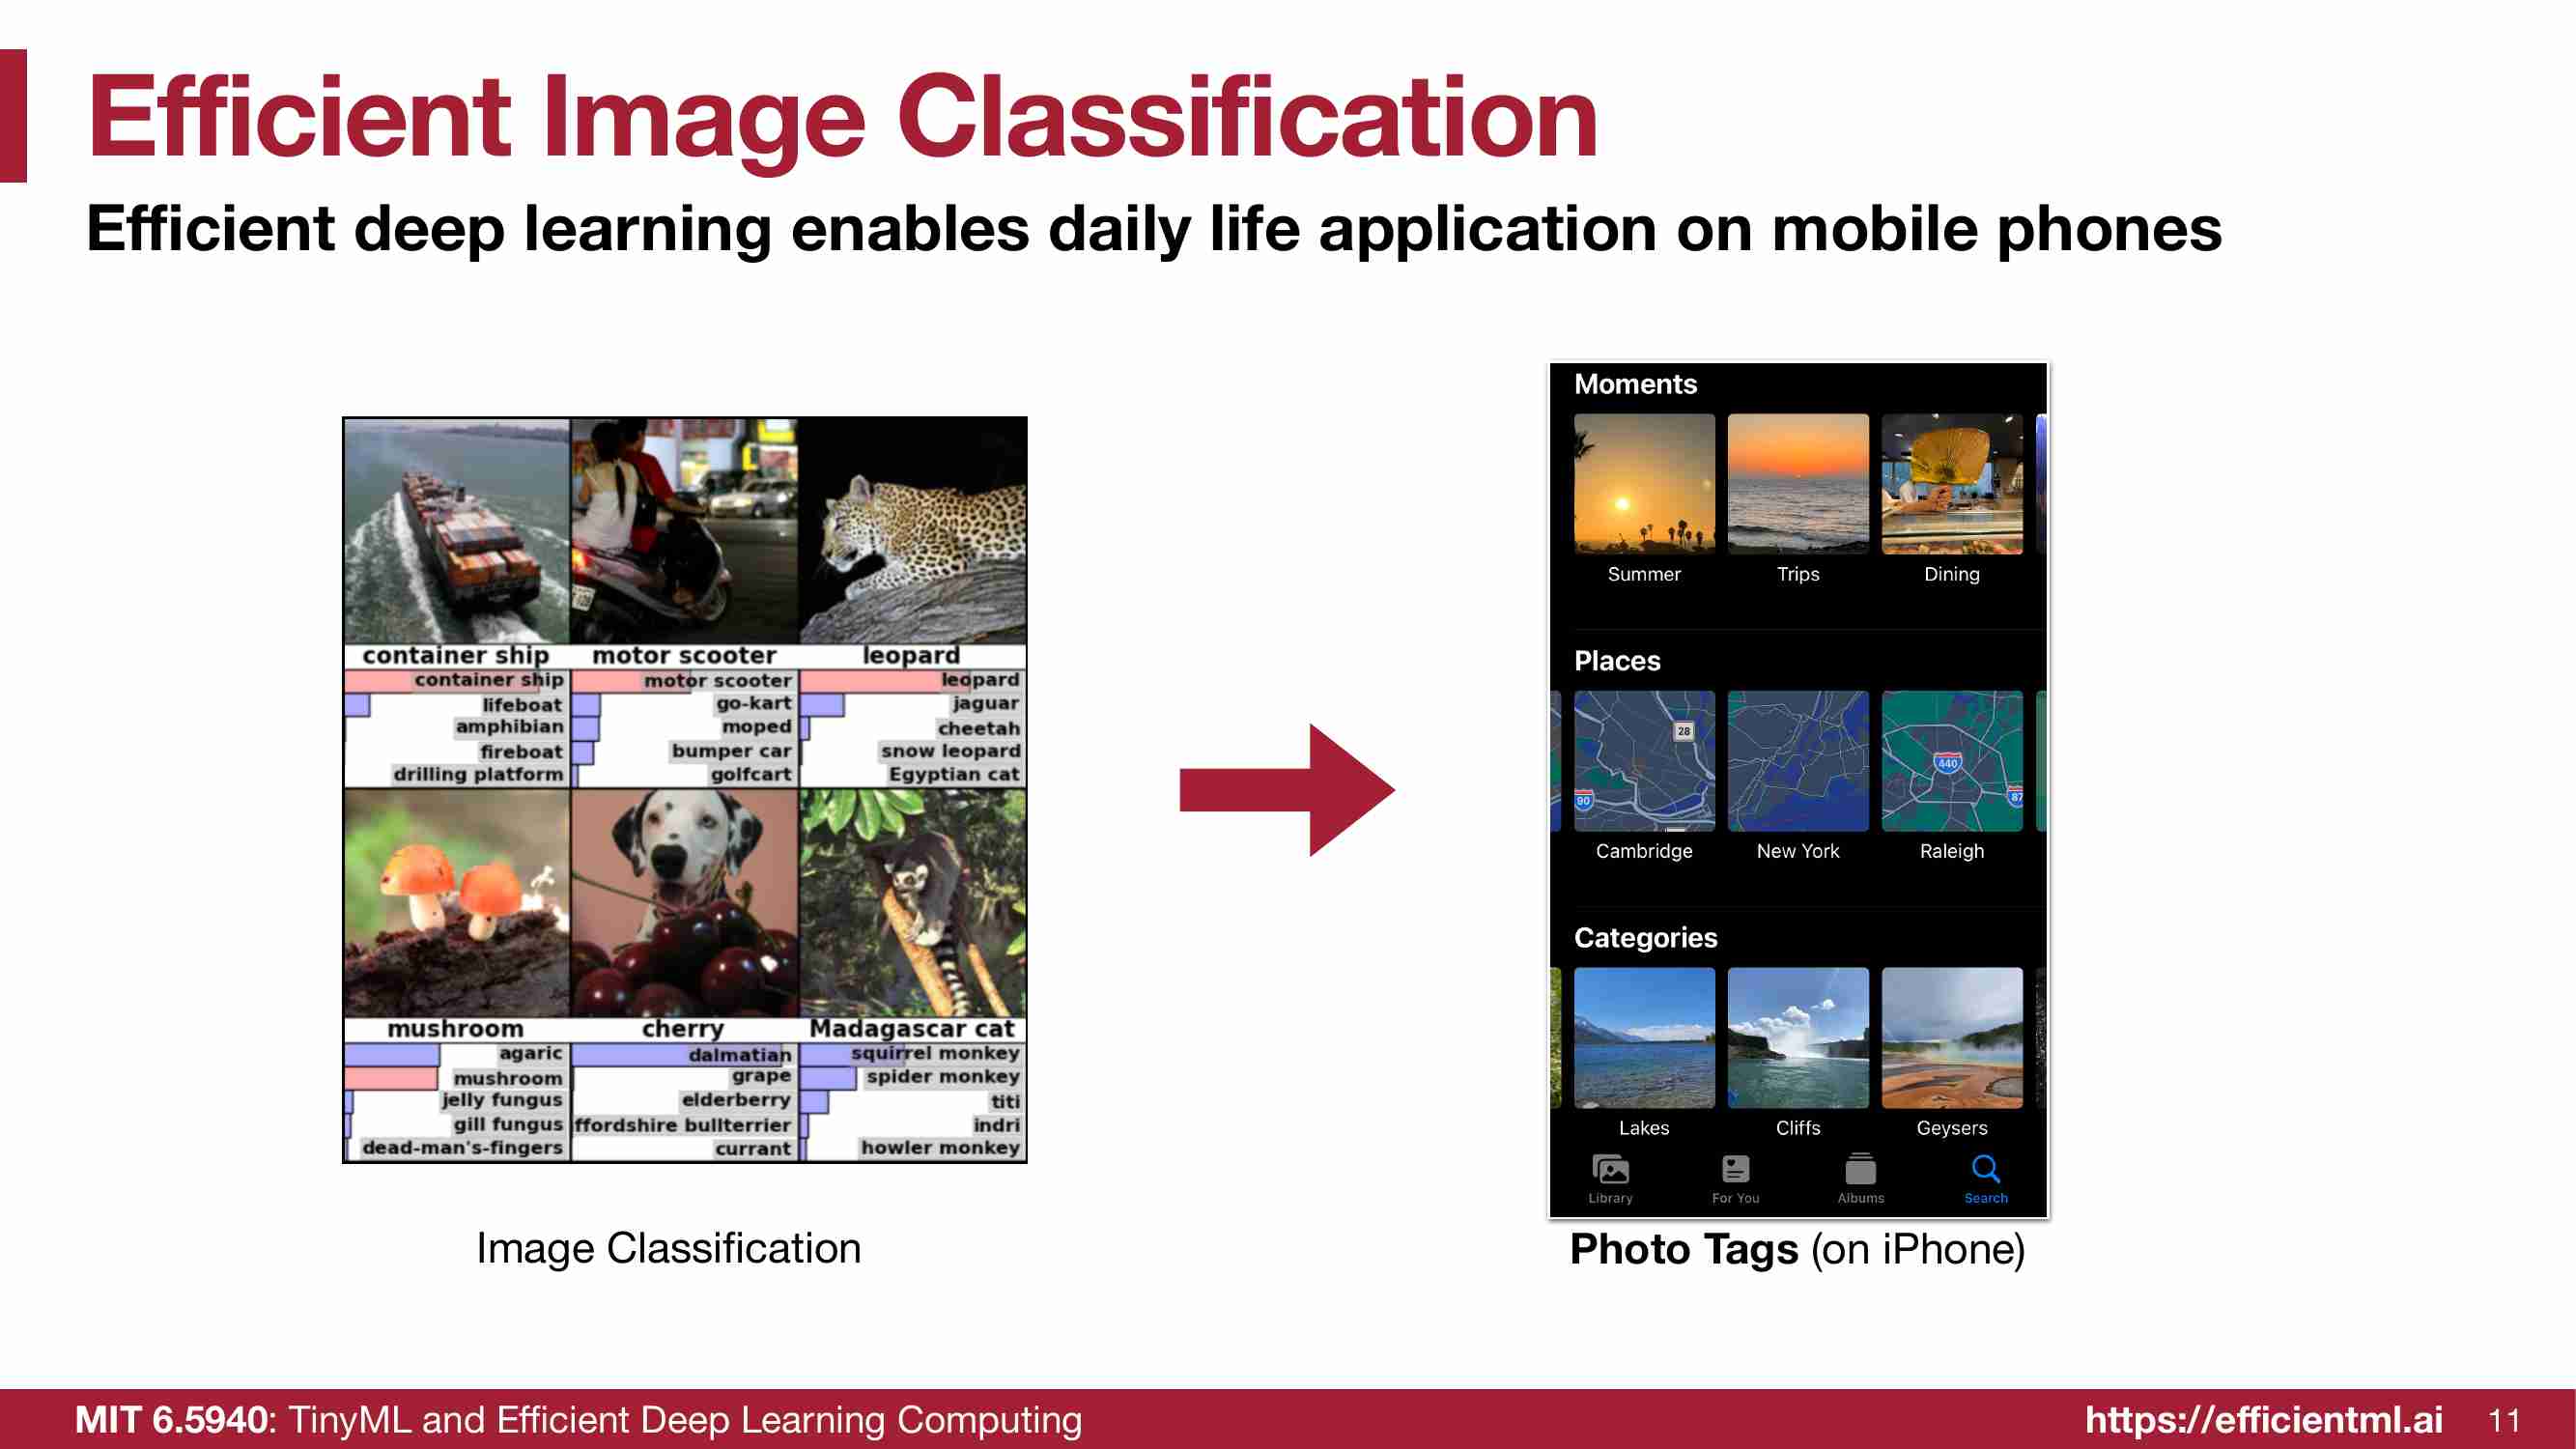 Efficient Image Classification
Efficient deep learning enables daily life application on mobile phones
container ship
container ship
lifeboat
amphibian
fireboat
drilling platform
motor scooter
motor scooter
go-kart
moped
bumper car
golfcart
leopard
leopard
jaguar
cheetah
snow leopard
Egyptian cat
mushroom
agaric
mushroom
jelly fungus
gill fungus
dead-man's-fingers
cherry
dalmatian
grape
elderberry
ffordshire bullterrier
currant
Madagascar cat
squirrel monkey
spider monkey
titi
indri
howler monkey
Image Classification
Moments
Summer
Trips
Dining
Places
28
90
440
87
Cambridge
New York
Raleigh
Categories
Lakes
Cliffs
Geysers
Library
For You
Albums
Search
Photo Tags (on iPhone)
MIT 6.5940: TinyML and Efficient Deep Learning Computing
https://efficientml.ai
11